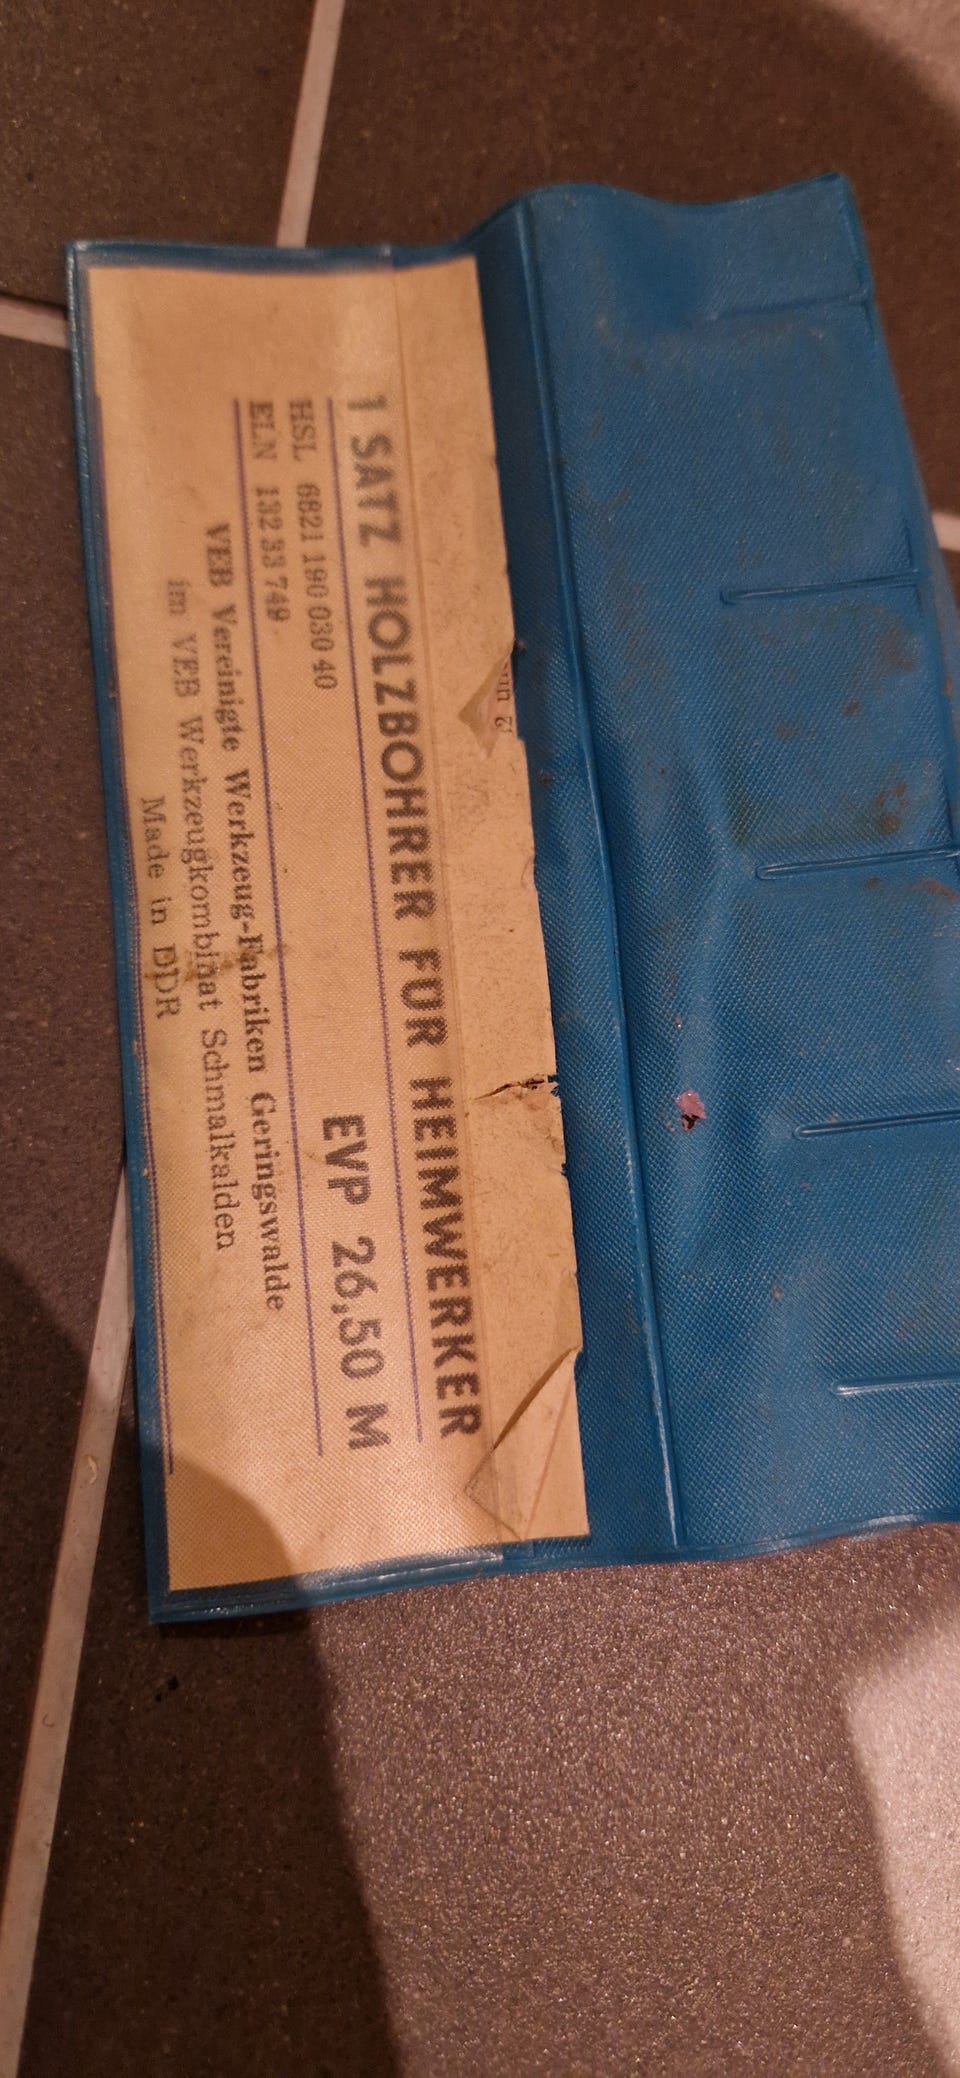 1 SATZ HOLZBOHRER FÜR HEIMWERKER
EVP 26,50 M
HSL 6821 190 030 40
ELN 132 33 749
VEB Vereinigte Werkzeug-Fabriken Geringswalde
im VEB Werkzeugkombinat Schmalkalden
Made in DDR